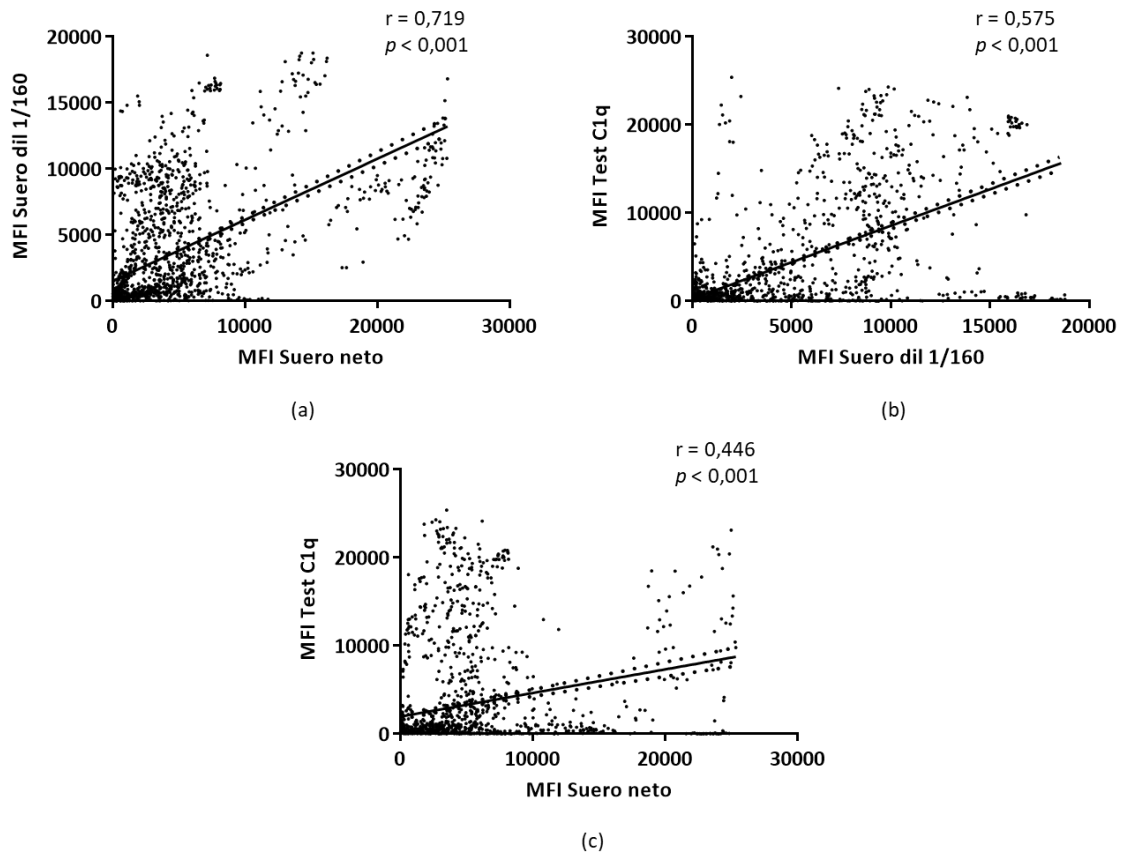 r = 0,719
p < 0,001
20000
15000
10000
5000
0
MFI Suero dil 1/160
0
10000
20000
30000
MFI Suero neto
(a)
r = 0,575
p < 0,001
30000
20000
10000
0
MFI Test C1q
0
5000
10000
15000
20000
MFI Suero dil 1/160
(b)
r = 0,446
p < 0,001
30000
20000
10000
0
MFI Test C1q
0
10000
20000
30000
MFI Suero neto
(c)